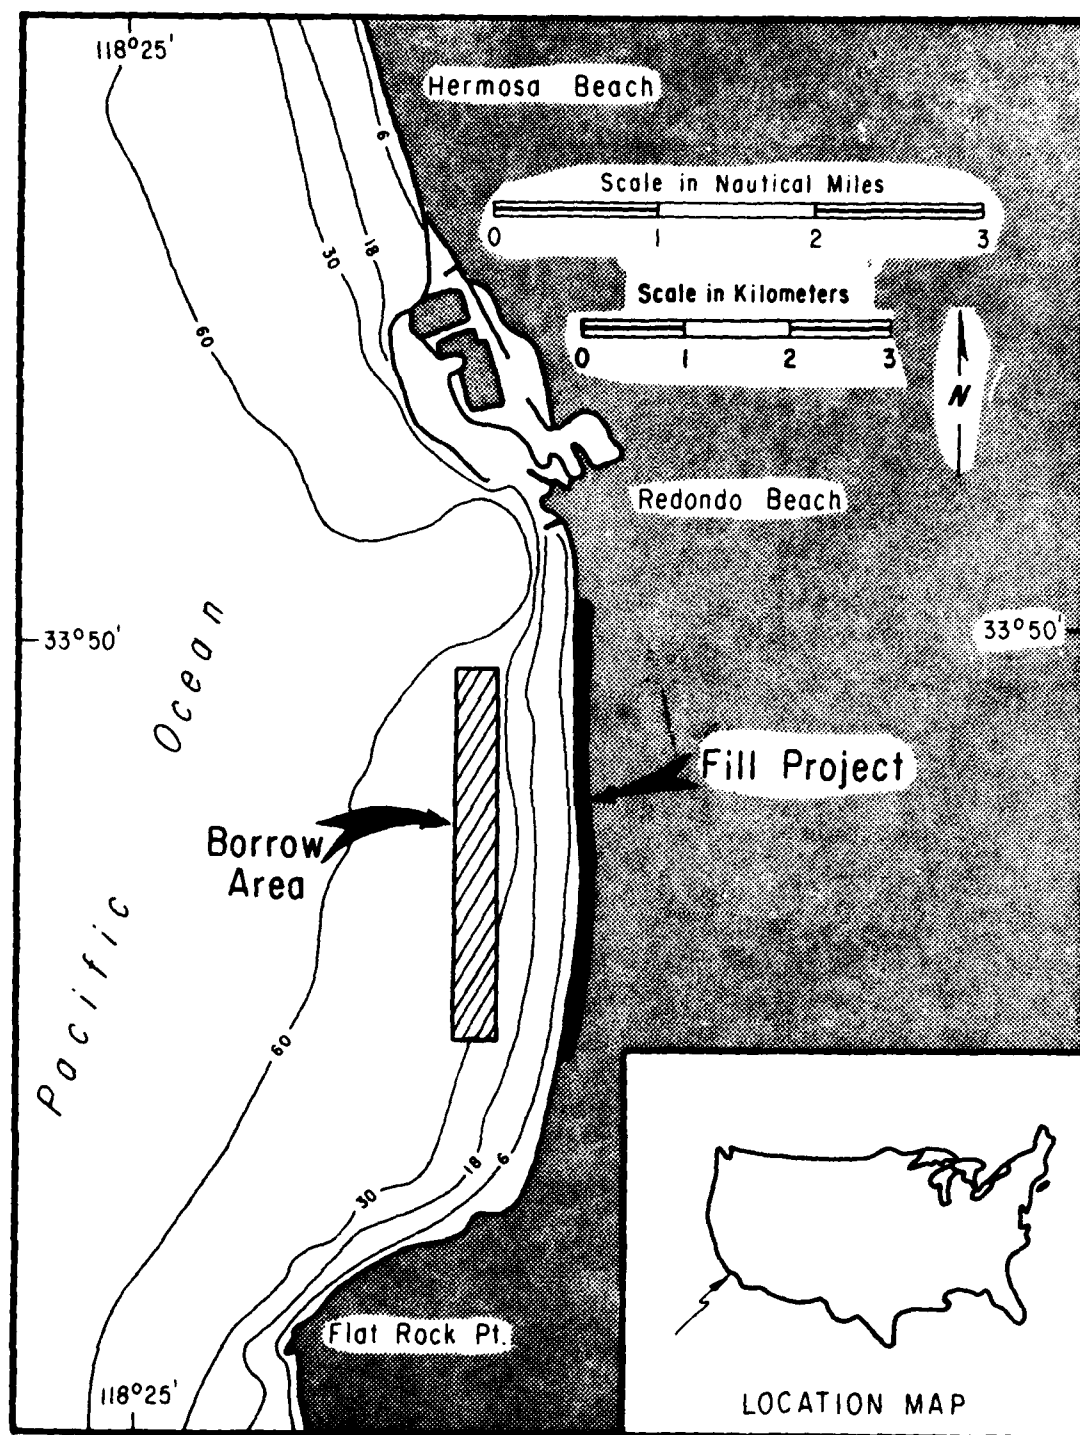 118°25'
Hermosa Beach
6
Scale in Nautical Miles
0 1 2 3
30
18
Scale in Kilometers
0 1 2 3
60
N
Redondo Beach
33°50'
33°50'
Pacific Ocean
Fill Project
Borrow
Area
60
30
18
6
Flat Rock Pt.
118°25'
LOCATION MAP